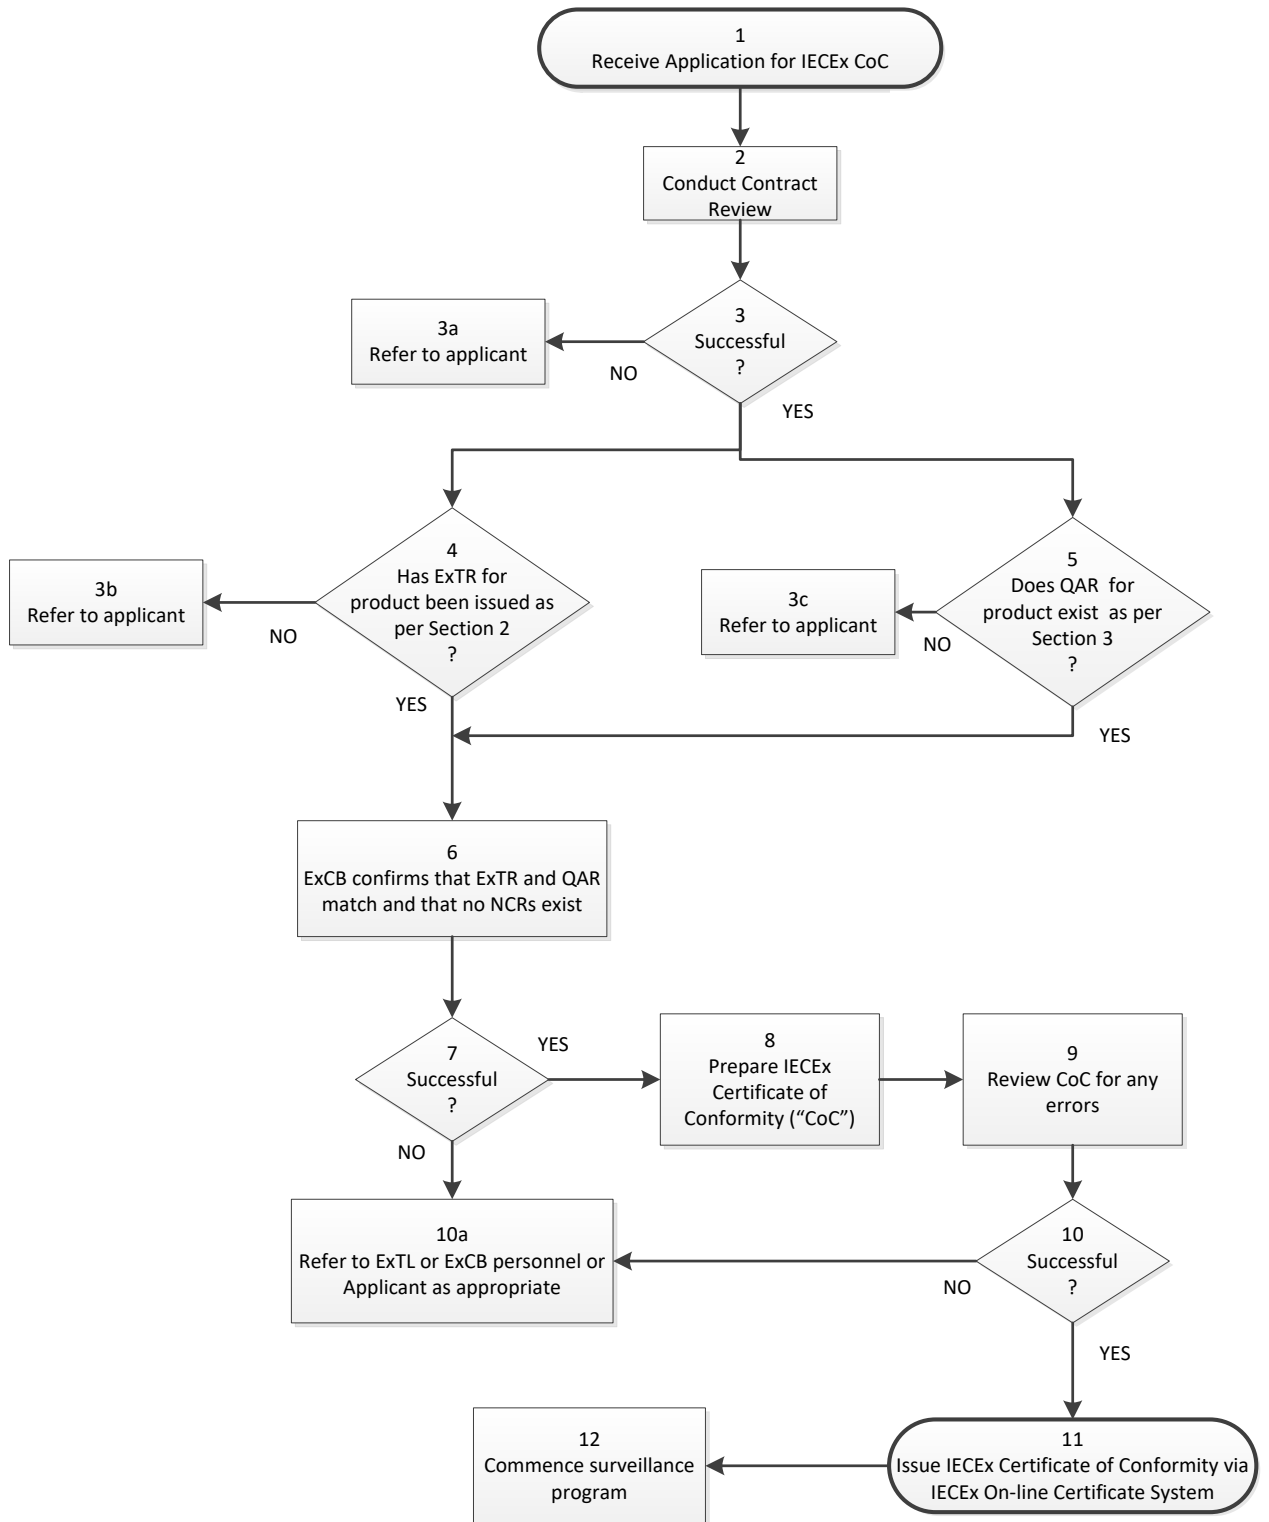 1
Receive Application for IECEx CoC
2
Conduct Contract
Review
3
Successful
?
3a
Refer to applicant
NO
YES
4
Has ExTR for
product been issued as
per Section 2
?
3b
Refer to applicant
NO
YES
5
Does QAR for
product exist as per
Section 3
?
3c
Refer to applicant
NO
YES
6
ExCB confirms that ExTR and QAR
match and that no NCRs exist
7
Successful
?
YES
NO
8
Prepare IECEx
Certificate of
Conformity (“CoC”)
9
Review CoC for any
errors
10a
Refer to ExTL or ExCB personnel or
Applicant as appropriate
10
Successful
?
NO
YES
11
Issue IECEx Certificate of Conformity via
IECEx On-line Certificate System
12
Commence surveillance
program